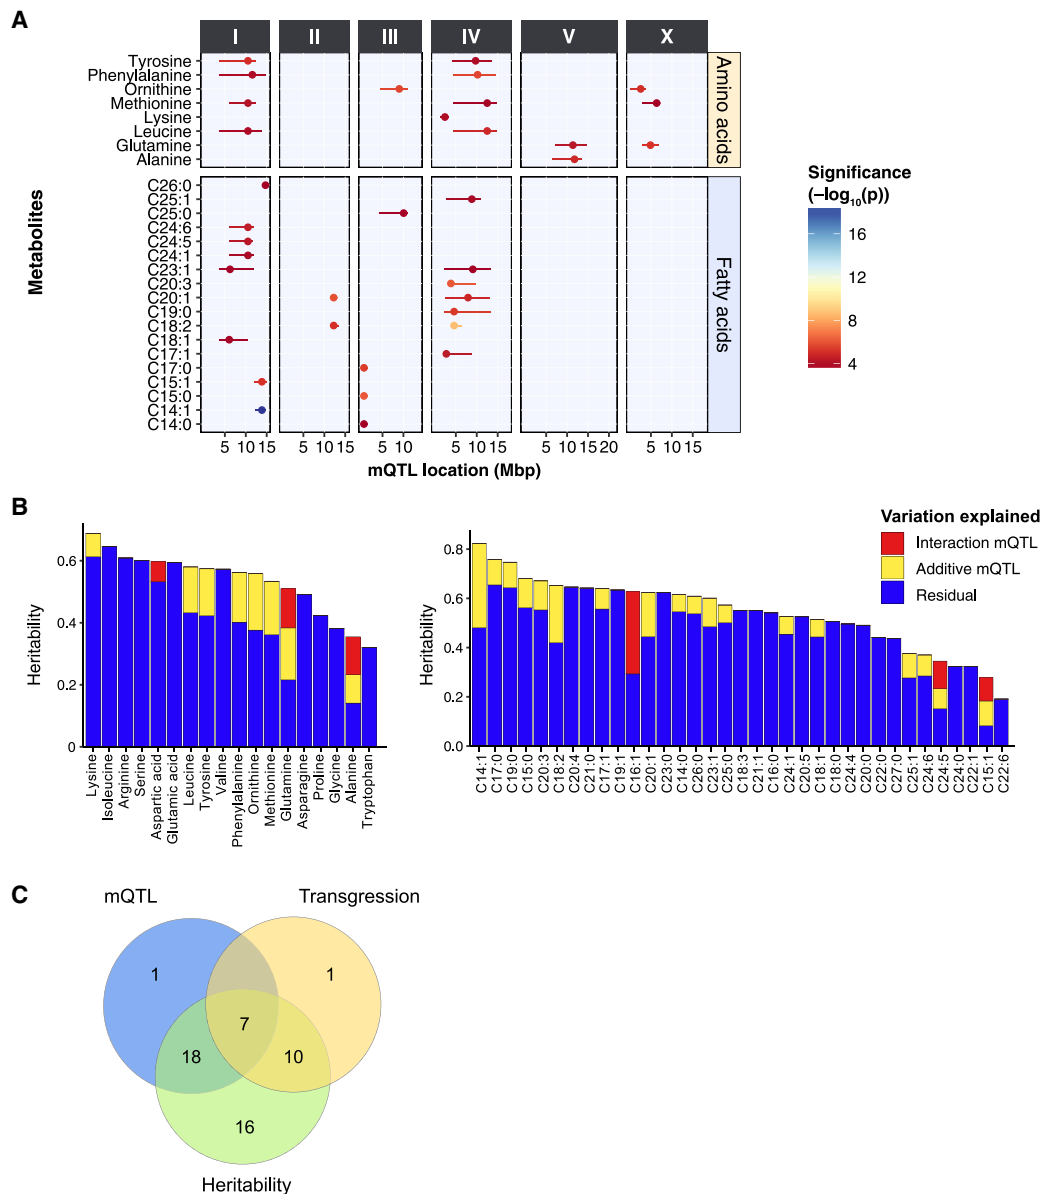 A
I II III IV V X
Tyrosine
Phenylalanine
Ornithine
Methionine
Lysine
Leucine
Glutamine
Alanine
Amino acids
C26:0
C25:1
C25:0
C24:6
C24:5
C24:1
C23:1
C20:3
C20:1
C19:0
C18:2
C18:1
C17:1
C17:0
C15:1
C15:0
C14:1
C14:0
Fatty acids
Metabolites
5 10 15 5 10 15 5 10 5 10 15 5 10 15 20 5 10 15
mQTL location (Mbp)
Significance
(−log10(p))
16
12
8
4
B
Heritability
0.6
0.4
0.2
0
Lysine
Isoleucine
Arginine
Serine
Aspartic acid
Glutamic acid
Leucine
Tyrosine
Valine
Phenylalanine
Ornithine
Methionine
Glutamine
Asparagine
Proline
Glycine
Alanine
Tryptophan
Heritability
0.8
0.6
0.4
0.2
0.0
C14:1
C17:0
C19:0
C15:0
C20:3
C18:2
C20:4
C21:0
C17:1
C19:1
C16:1
C20:1
C23:0
C14:0
C26:0
C23:1
C25:0
C18:3
C21:1
C16:0
C24:1
C20:5
C18:1
C18:0
C24:4
C20:0
C22:0
C27:0
C25:1
C24:6
C24:5
C24:0
C22:1
C15:1
C22:6
Variation explained
Interaction mQTL
Additive mQTL
Residual
C
mQTL Transgression
1 1
7
18 10
16
Heritability